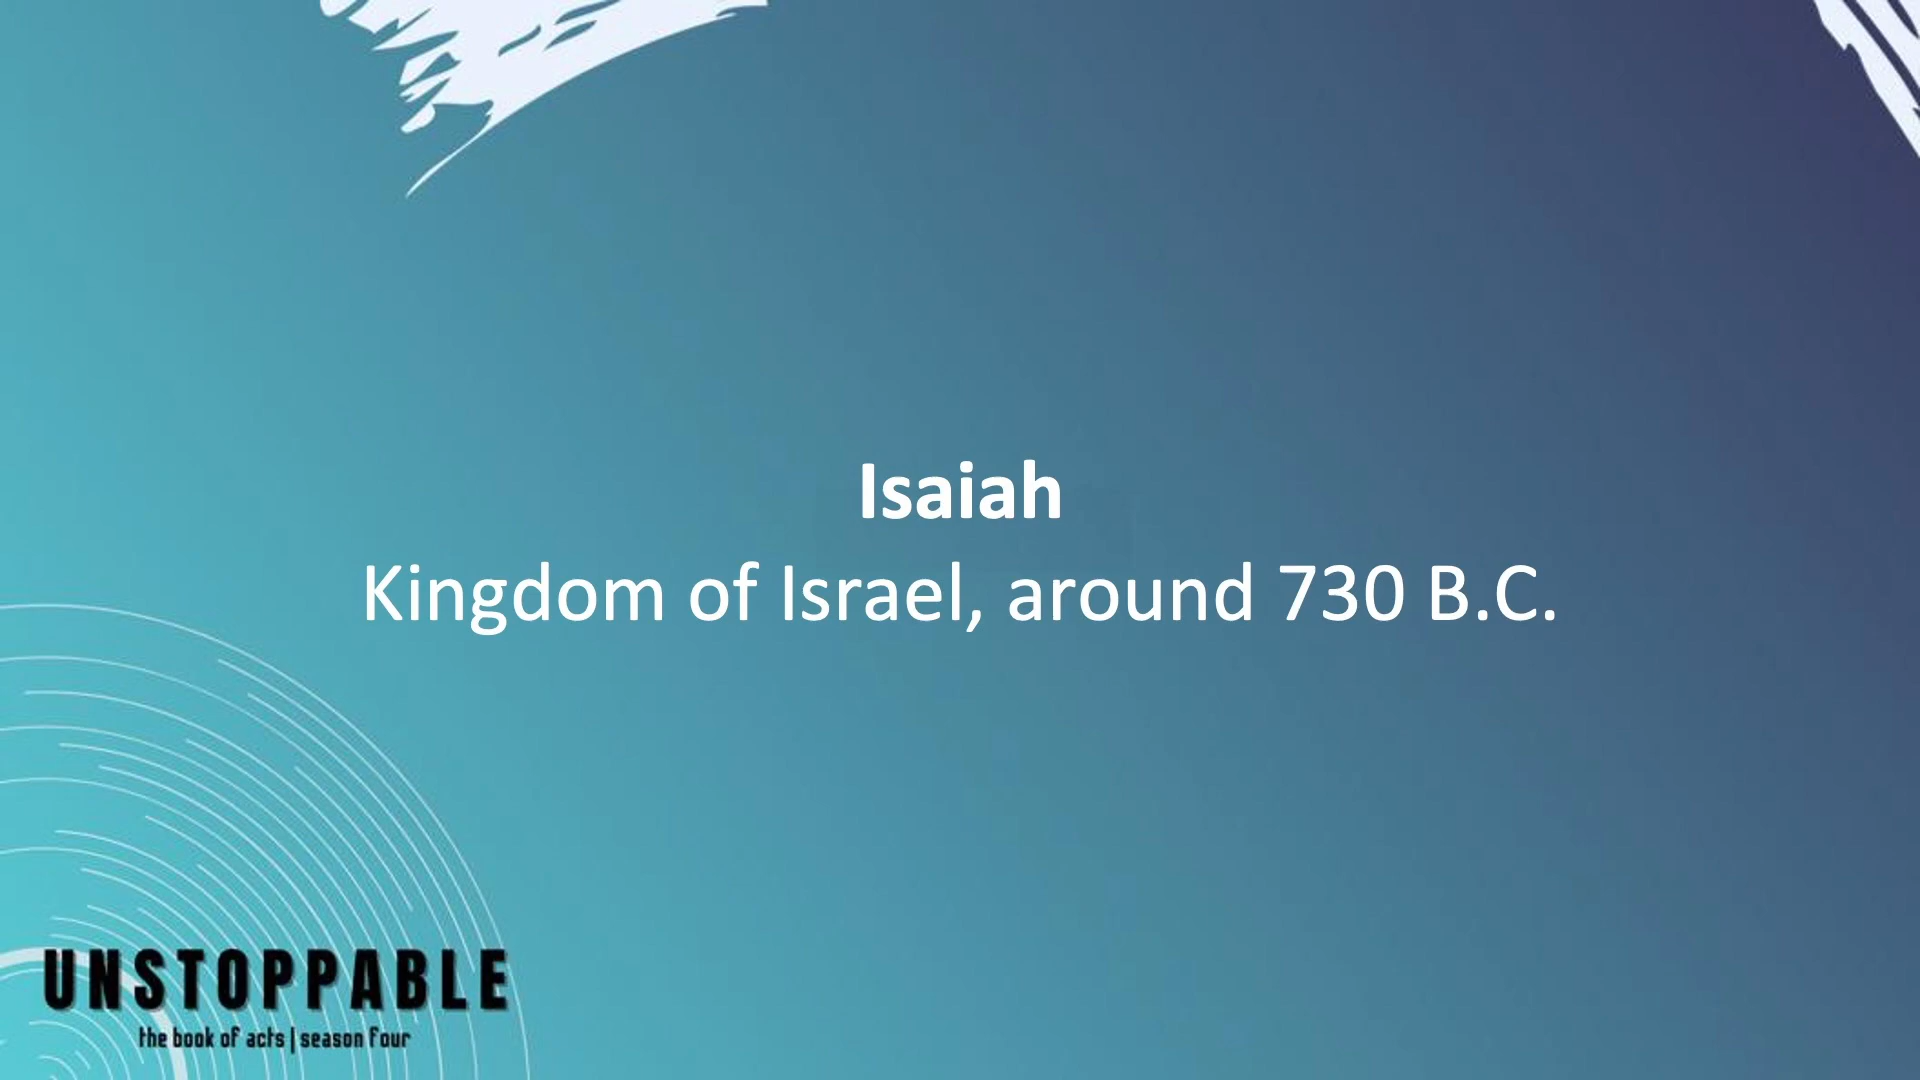 Isaiah
Kingdom of Israel, around 730 B.C.
UNSTOPPABLE
the book of acts | season four